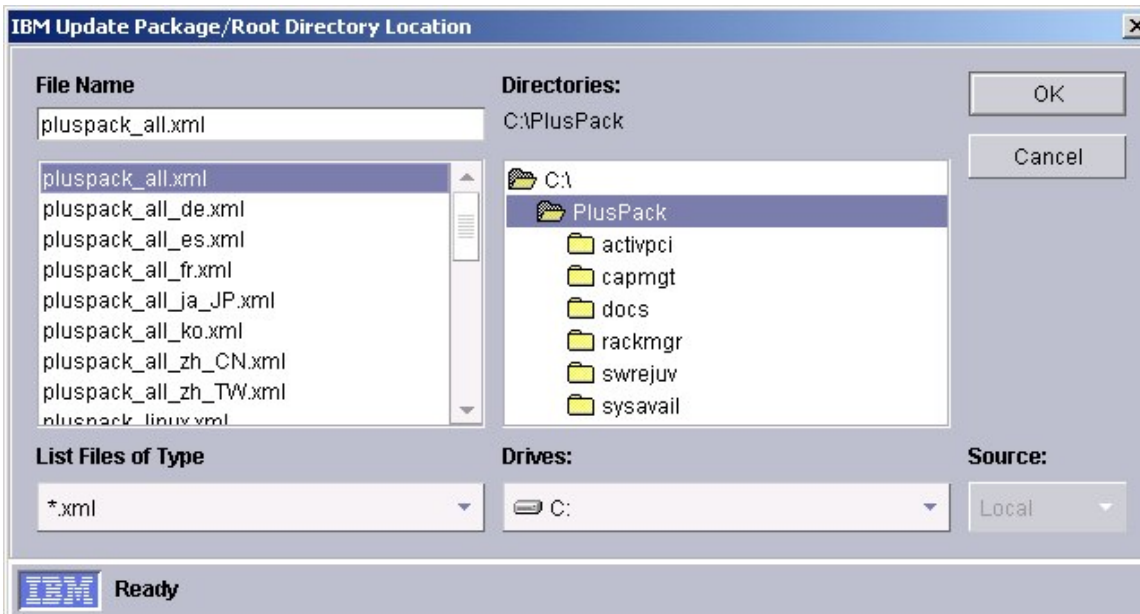 IBM Update Package/Root Directory Location
File Name
pluspack_all.xml
pluspack_all.xml
pluspack_all_de.xml
pluspack_all_es.xml
pluspack_all_fr.xml
pluspack_all_ja_JP.xml
pluspack_all_ko.xml
pluspack_all_zh_CN.xml
pluspack_all_zh_TW.xml
pluspack_linux.xml
List Files of Type
*.xml
Directories:
C:\PlusPack
C:\
PlusPack
activpci
capmgt
docs
rackmgr
swrejuv
sysavail
Drives:
C:
OK
Cancel
Source:
Local
IBM Ready